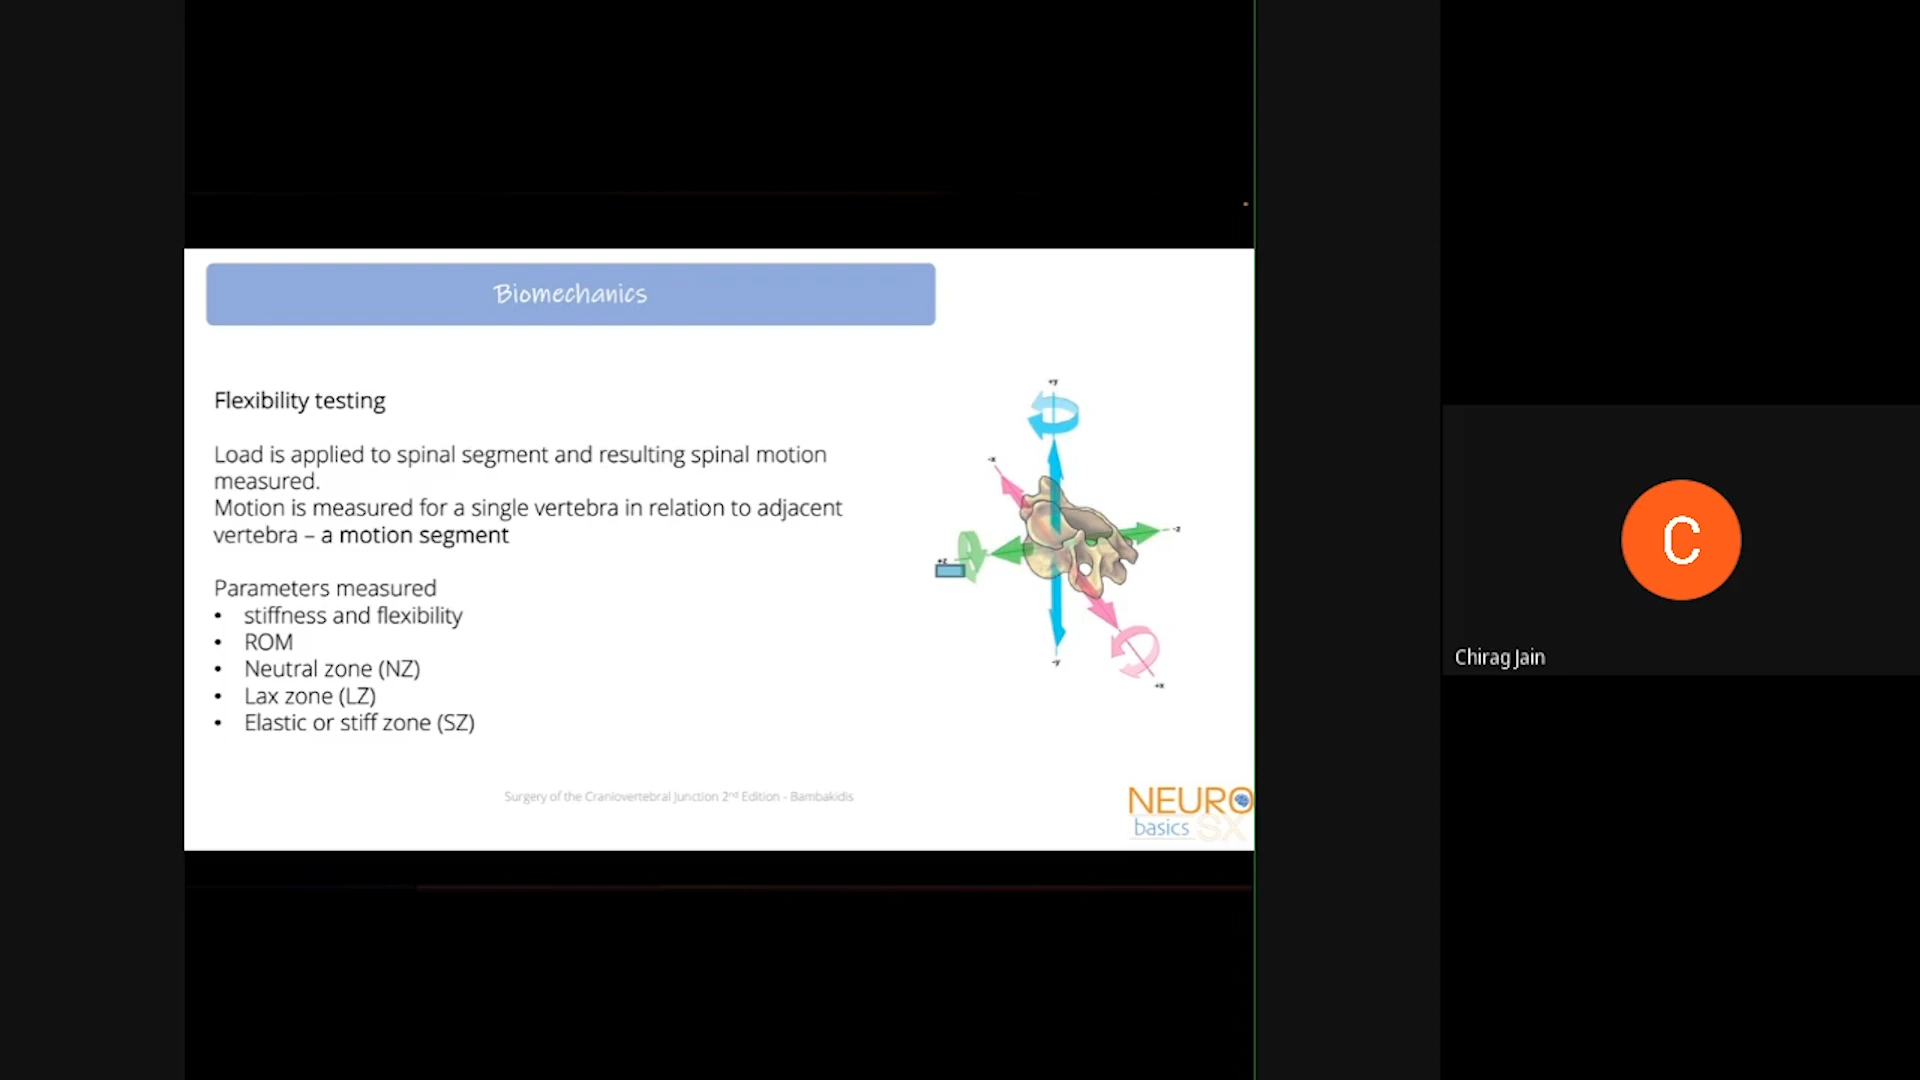 Biomechanics
Flexibility testing
Load is applied to spinal segment and resulting spinal motion
measured.
Motion is measured for a single vertebra in relation to adjacent
vertebra – a motion segment
Parameters measured
• stiffness and flexibility
• ROM
• Neutral zone (NZ)
• Lax zone (LZ)
• Elastic or stiff zone (SZ)
+y
-x
-z
+z
-y
+x
Surgery of the Craniovertebral Junction 2nd Edition - Bambakidis
NEURO
basics SX
C
Chirag Jain